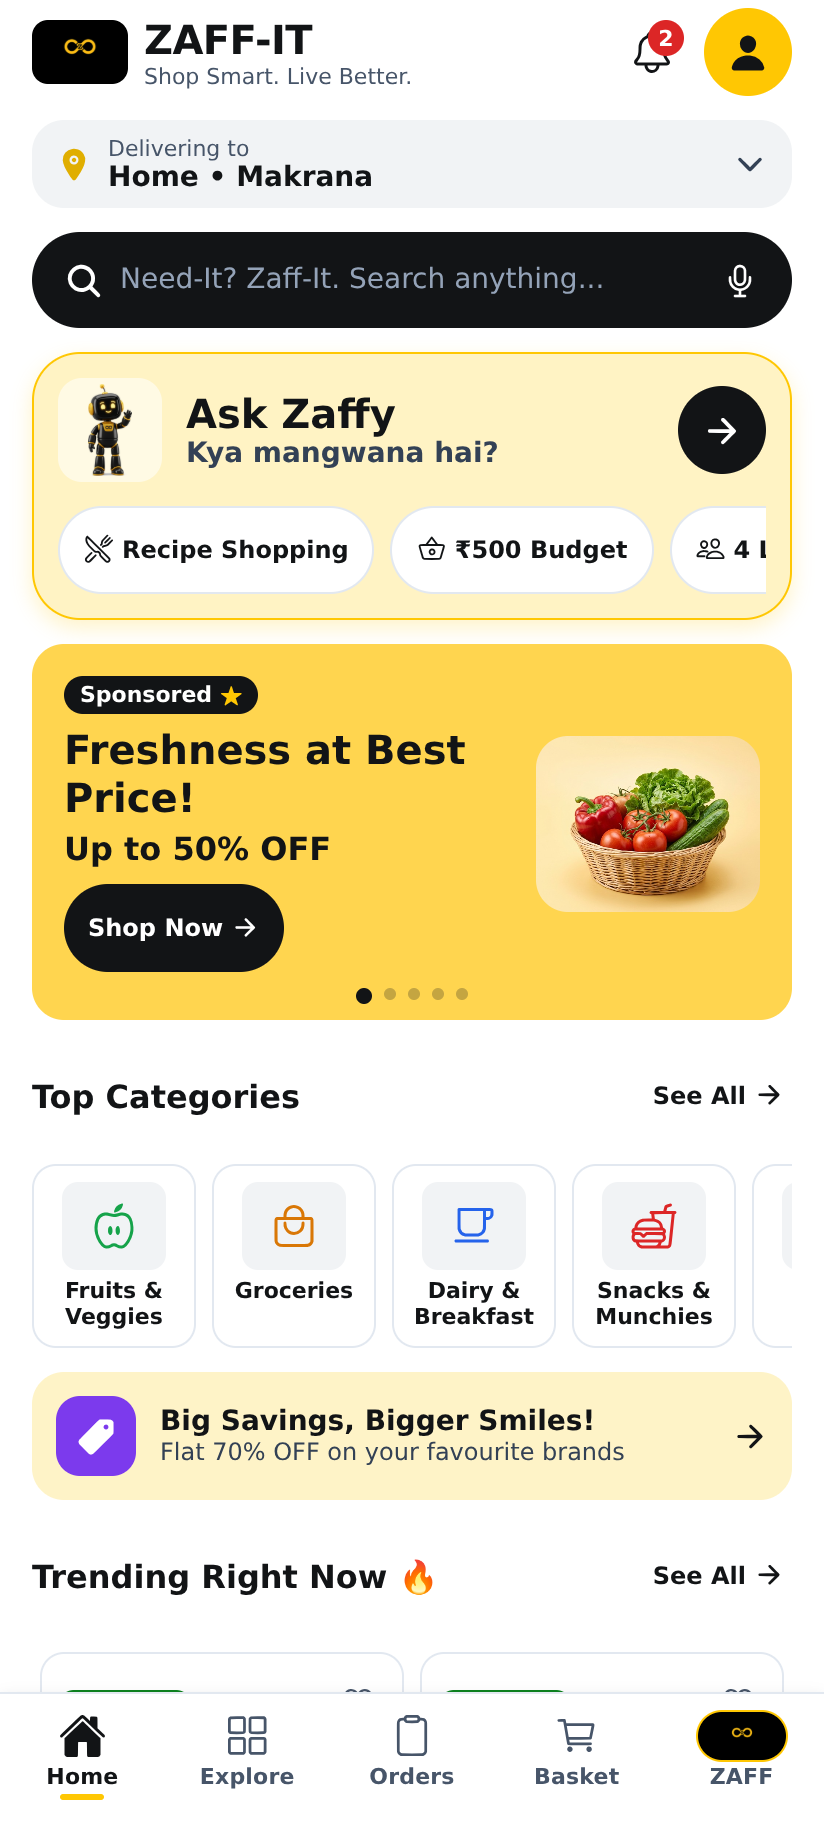 ZAFF-IT
Shop Smart. Live Better.
2
Delivering to
Home • Makrana
Need-It? Zaff-It. Search anything...
Ask Zaffy
Kya mangwana hai?
Recipe Shopping
₹500 Budget
4
Sponsored ⭐
Freshness at Best
Price!
Up to 50% OFF
Shop Now →
Top Categories
See All →
Fruits &
Veggies
Groceries
Dairy &
Breakfast
Snacks &
Munchies
Big Savings, Bigger Smiles!
Flat 70% OFF on your favourite brands
Trending Right Now 🔥
See All →
Home
Explore
Orders
Basket
ZAFF